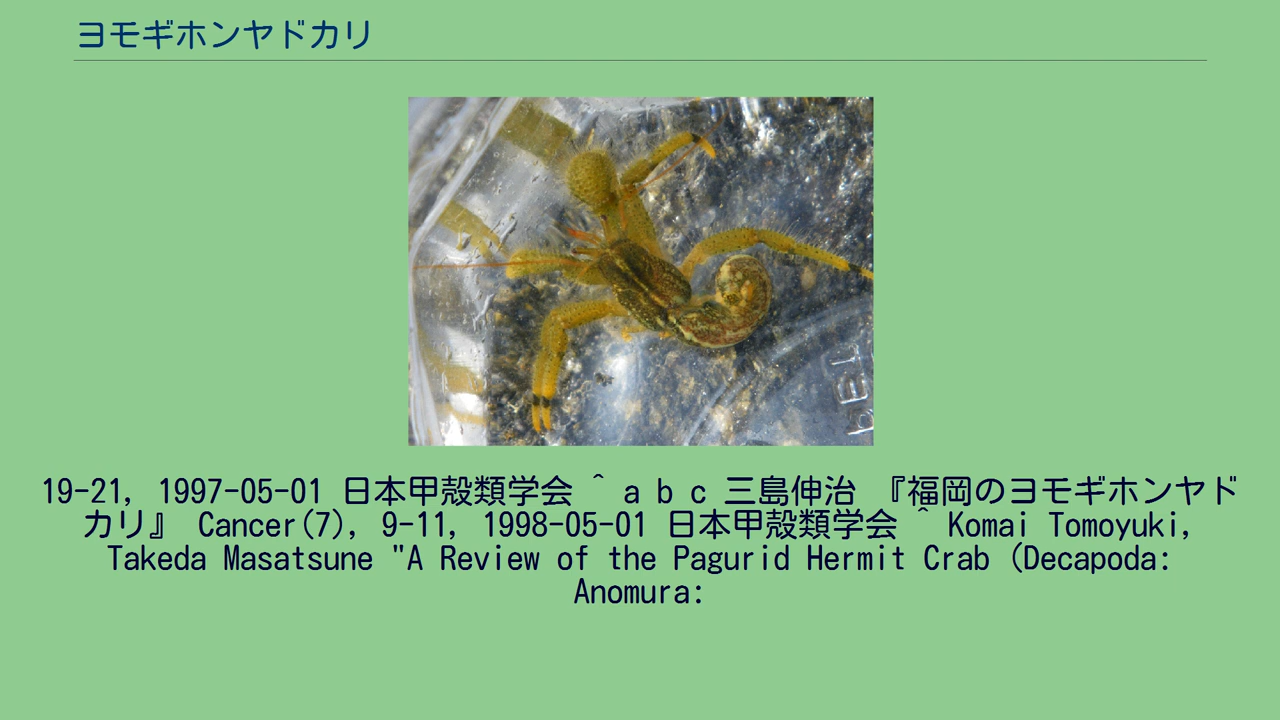 ヨモギホンヤドカリ
19-21, 1997-05-01 日本甲殻類学会 ^ a b c 三島伸治 『福岡のヨモギホンヤド
カリ』 Cancer(7), 9-11, 1998-05-01 日本甲殻類学会 ^ Komai Tomoyuki,
Takeda Masatsune "A Review of the Pagurid Hermit Crab (Decapoda:
Anomura: